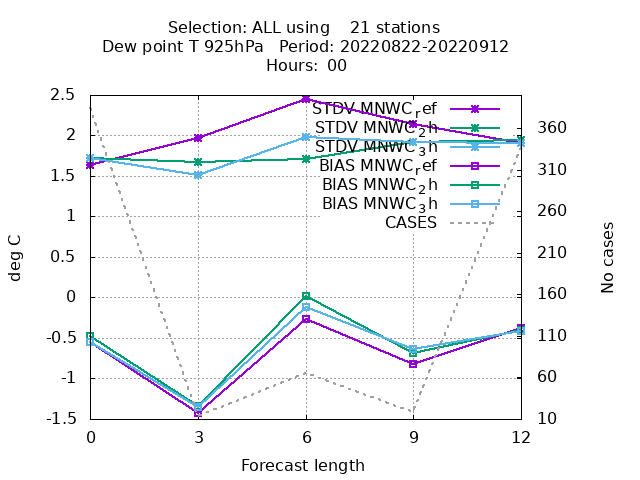 Selection: ALL using    21 stations
Dew point T 925hPa   Period: 20220822-20220912
Hours:  00
2.5
2
1.5
1
0.5
0
-0.5
-1
-1.5
deg C
STDV MNWC_ref
STDV MNWC_2h
STDV MNWC_3h
BIAS MNWC_ref
BIAS MNWC_2h
BIAS MNWC_3h
CASES
360
310
260
210
160
110
60
10
No cases
0 3 6 9 12
Forecast length